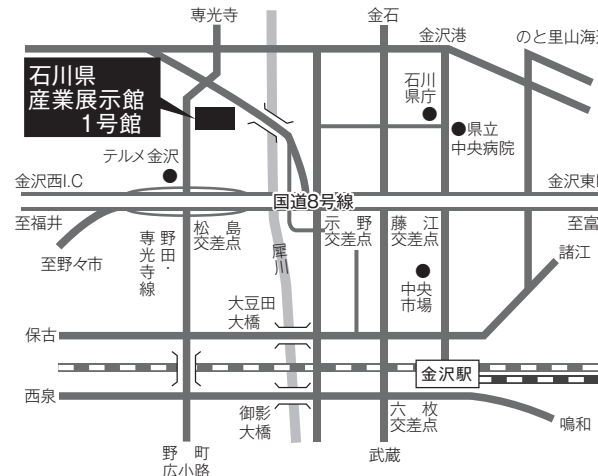 専光寺
金石
金沢港
のと里山海道
石川県
産業展示館
1号館
石川
県庁
県立
中央病院
テルメ金沢
金沢西I.C
国道8号線
金沢東I
至福井
松島
交差点
示野
交差点
藤江
交差点
至富
至野々市
野田・
専光寺線
犀川
諸江
中央
市場
大豆田
大橋
保古
金沢駅
西泉
御影
大橋
六枚
交差点
鳴和
野町
広小路
武蔵